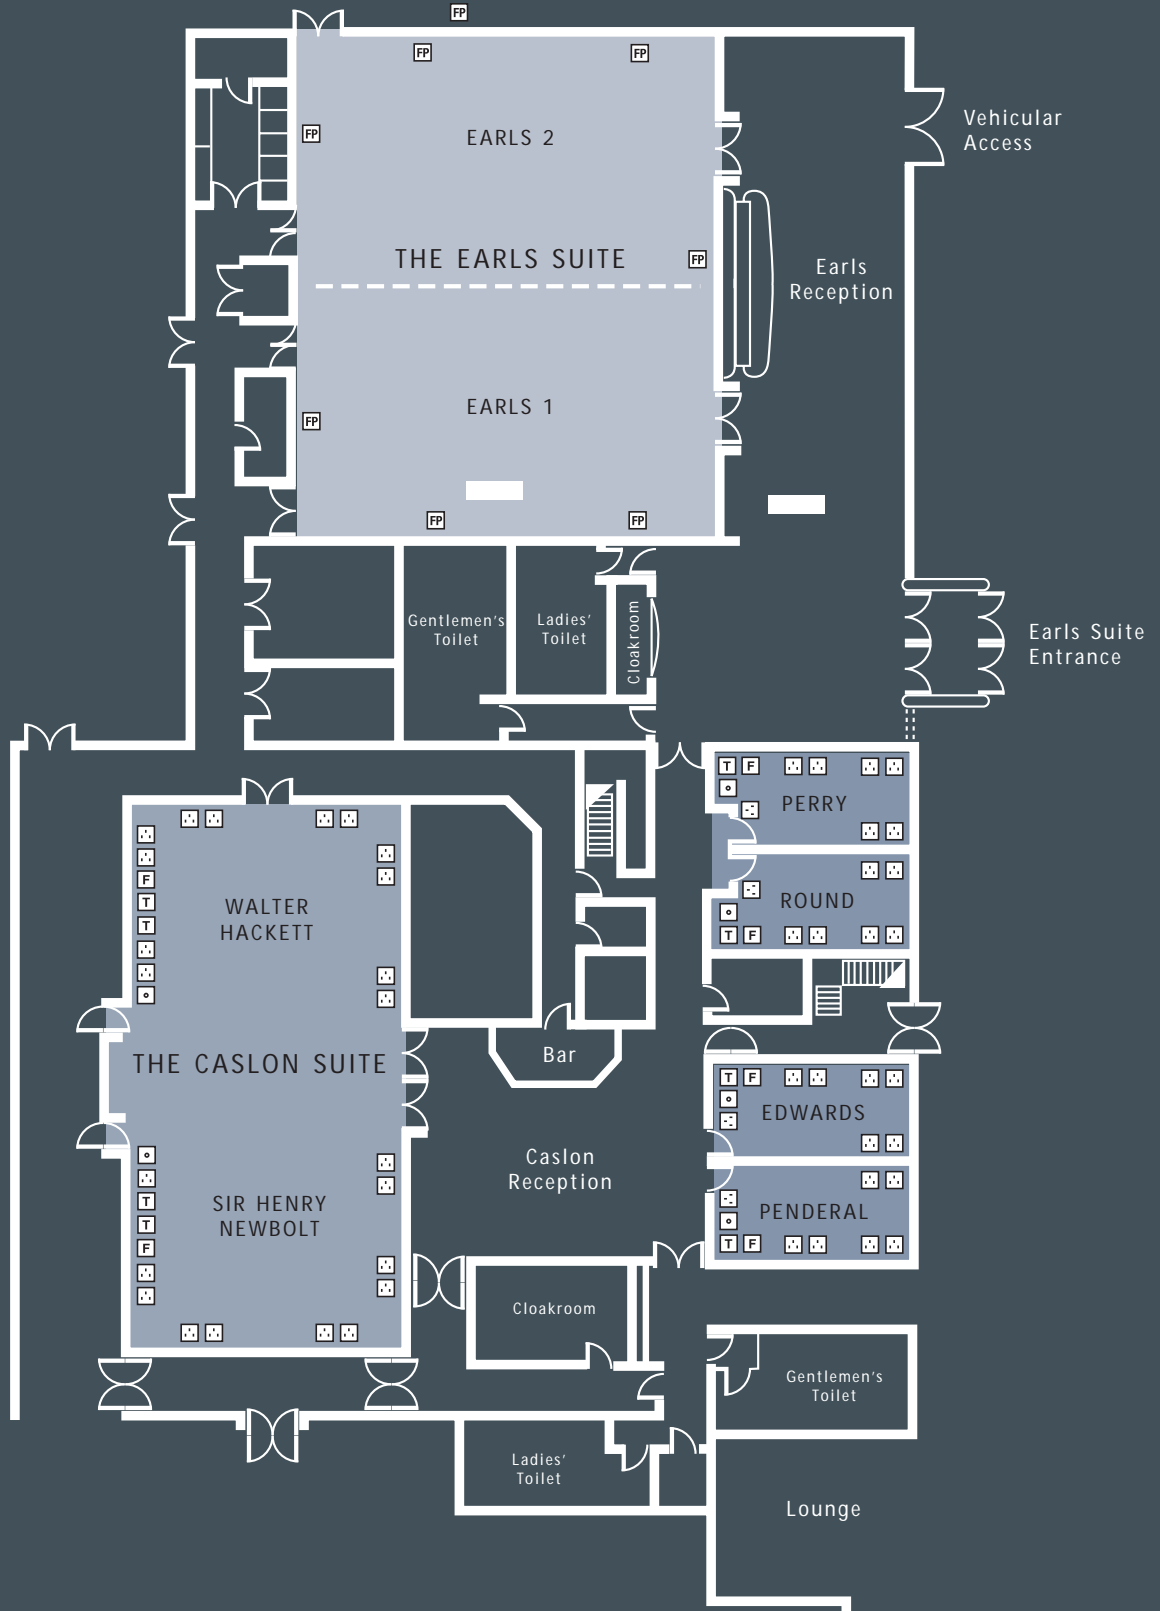 FP
FP
FP
FP
EARLS 2
Vehicular
Access
THE EARLS SUITE
FP
Earls
Reception
EARLS 1
FP
FP
FP
Gentlemen's
Toilet
Ladies'
Toilet
Cloakroom
Earls Suite
Entrance
T F
PERRY
ROUND
T F
F
T
T
WALTER
HACKETT
THE CASLON SUITE
Bar
T F
EDWARDS
Caslon
Reception
PENDERAL
T F
T
T
F
SIR HENRY
NEWBOLT
Cloakroom
Gentlemen's
Toilet
Ladies'
Toilet
Lounge